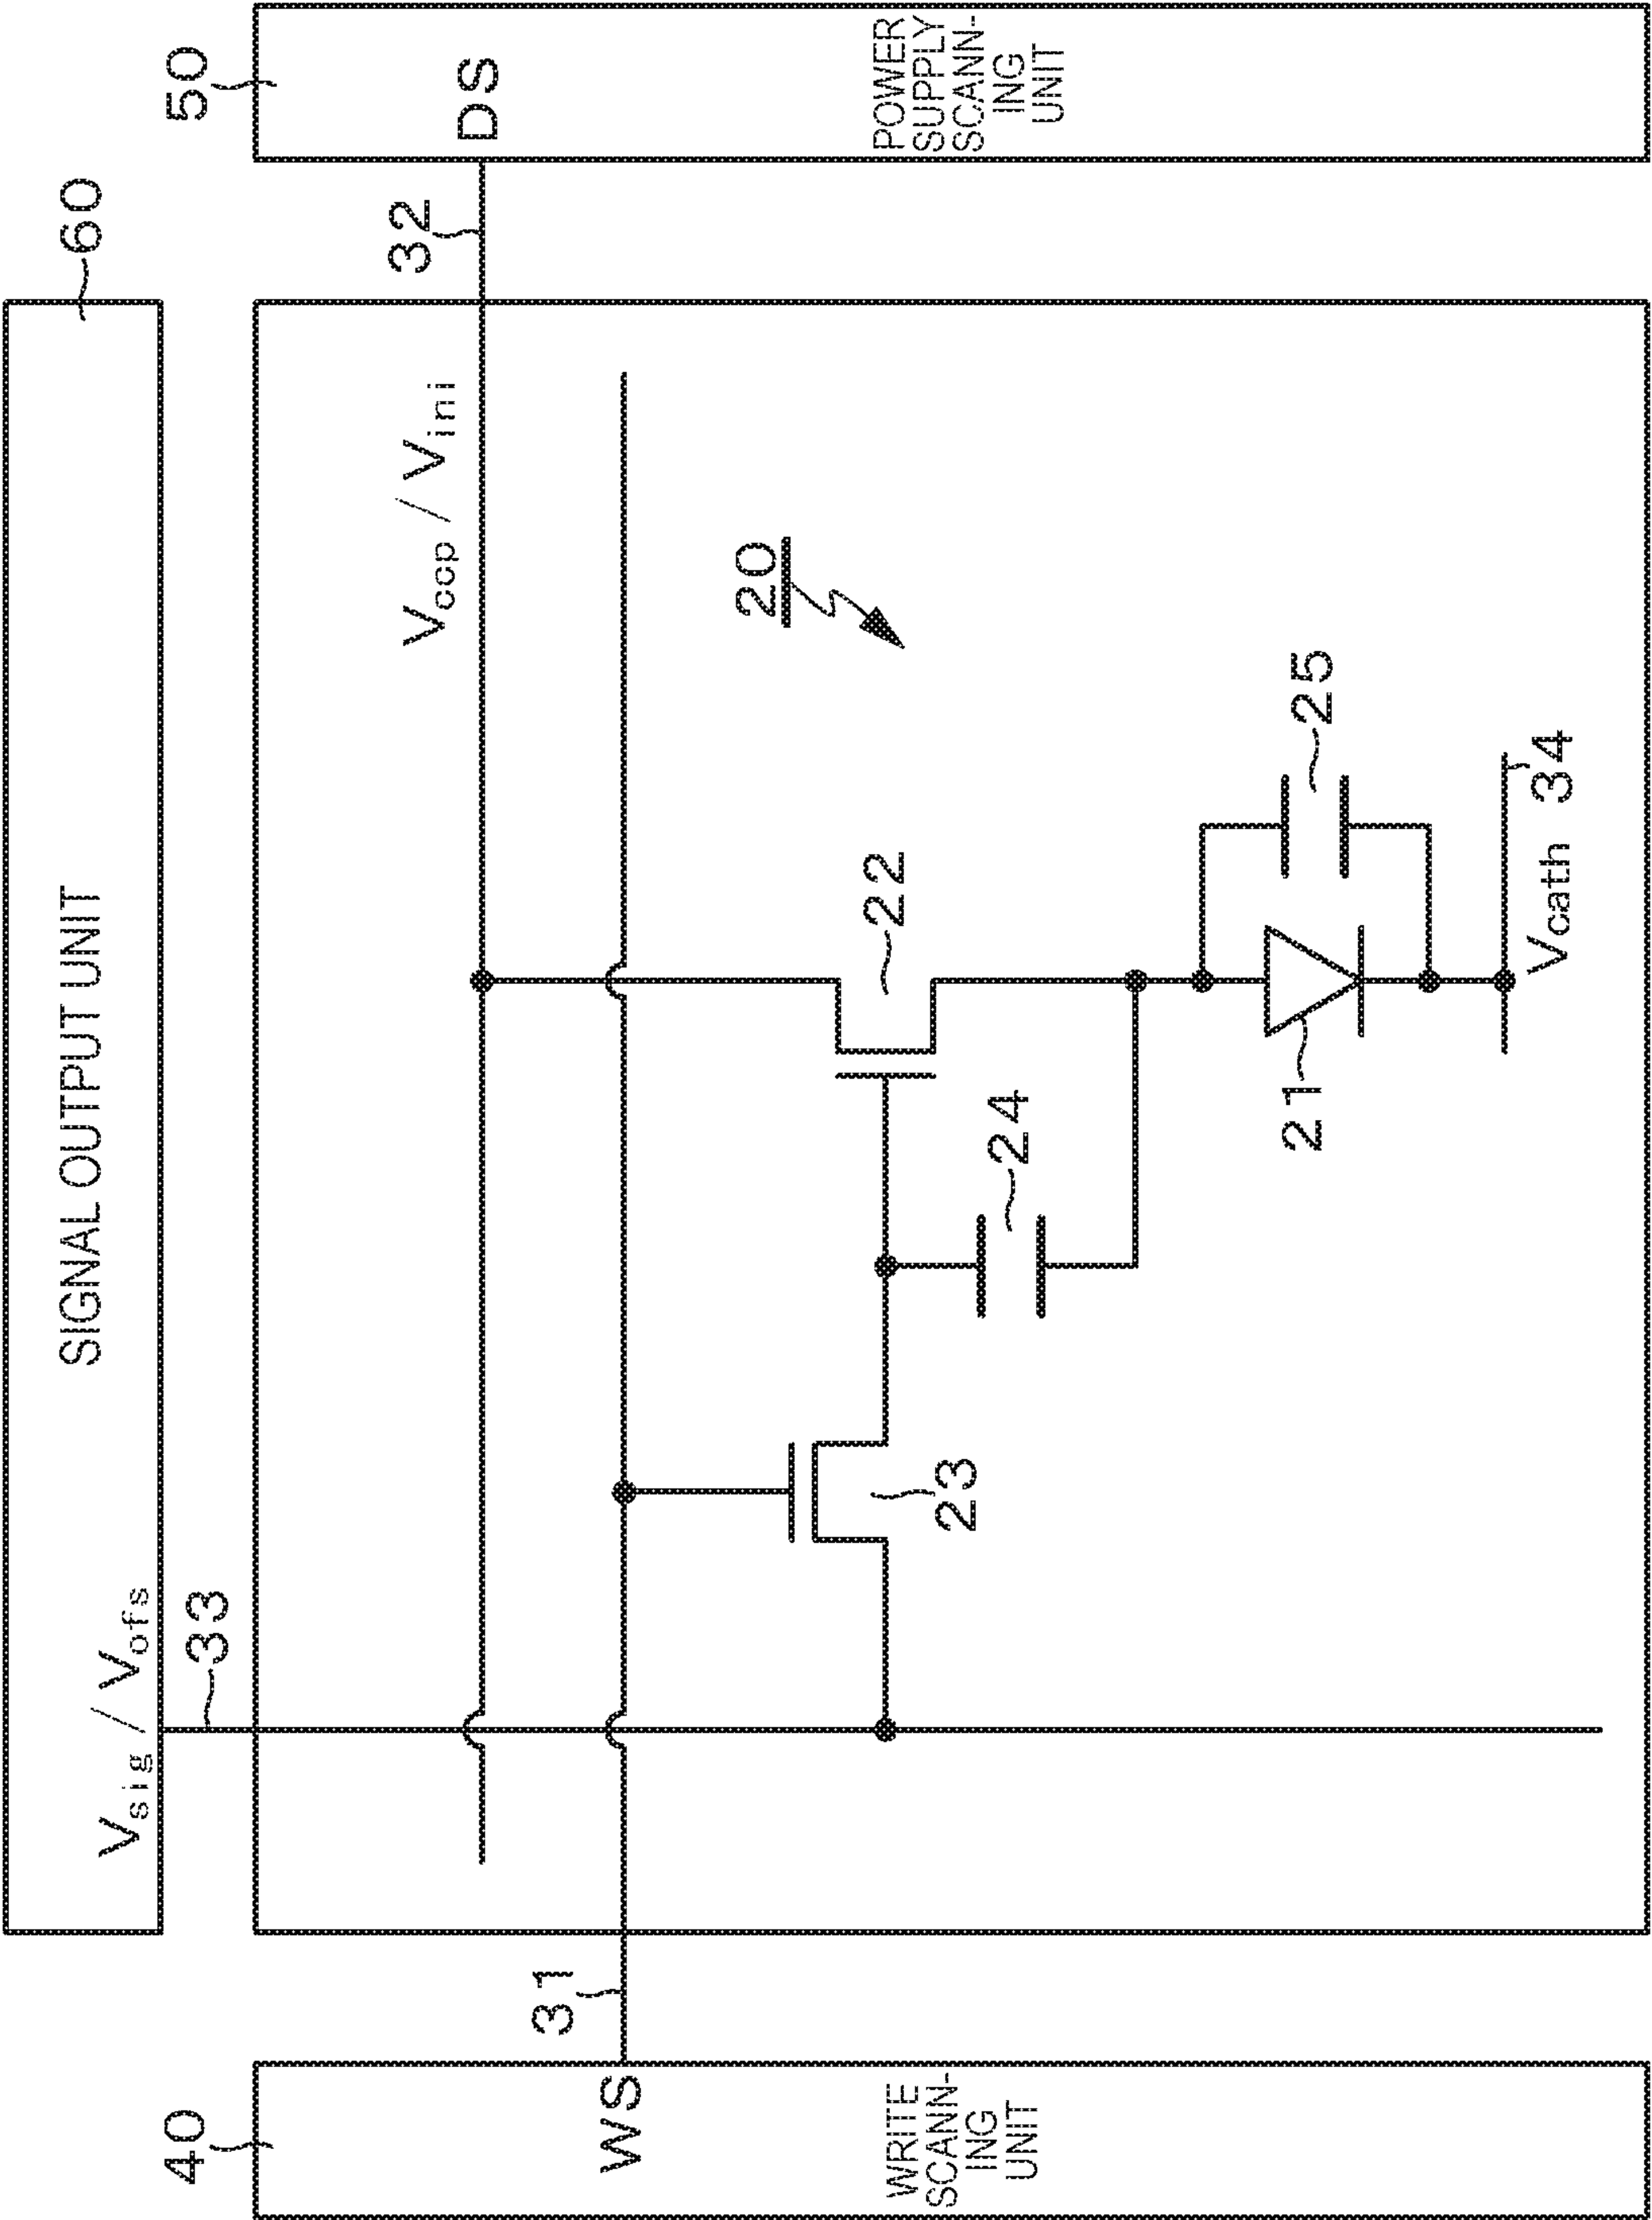 60
SIGNAL OUTPUT UNIT
Vsig / Vofs
40
33
50
31
32
WS
DS
Vccp / Vini
20
WRITE
SCANN-
ING
UNIT
23
24
22
21
25
Vcath 34
POWER
SUPPLY
SCANN-
ING
UNIT